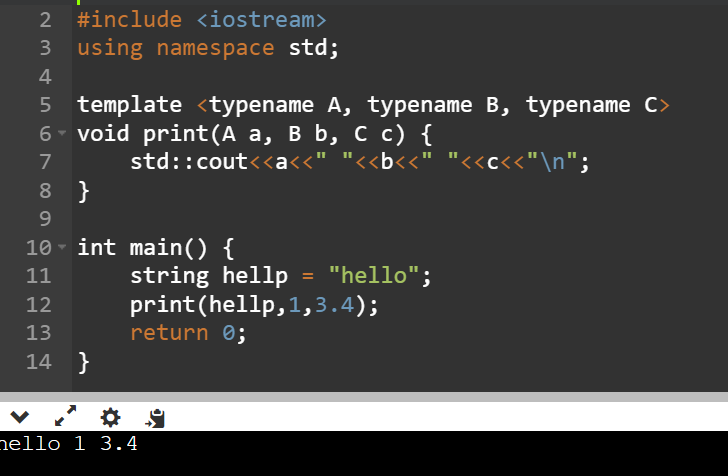 2 #include <iostream>
3 using namespace std;
4
5 template <typename A, typename B, typename C>
6 void print(A a, B b, C c) {
7     std::cout<<a<<" "<<b<<" "<<c<<"\n";
8 }
9
10 int main() {
11     string hellp = "hello";
12     print(hellp,1,3.4);
13     return 0;
14 }
hello 1 3.4